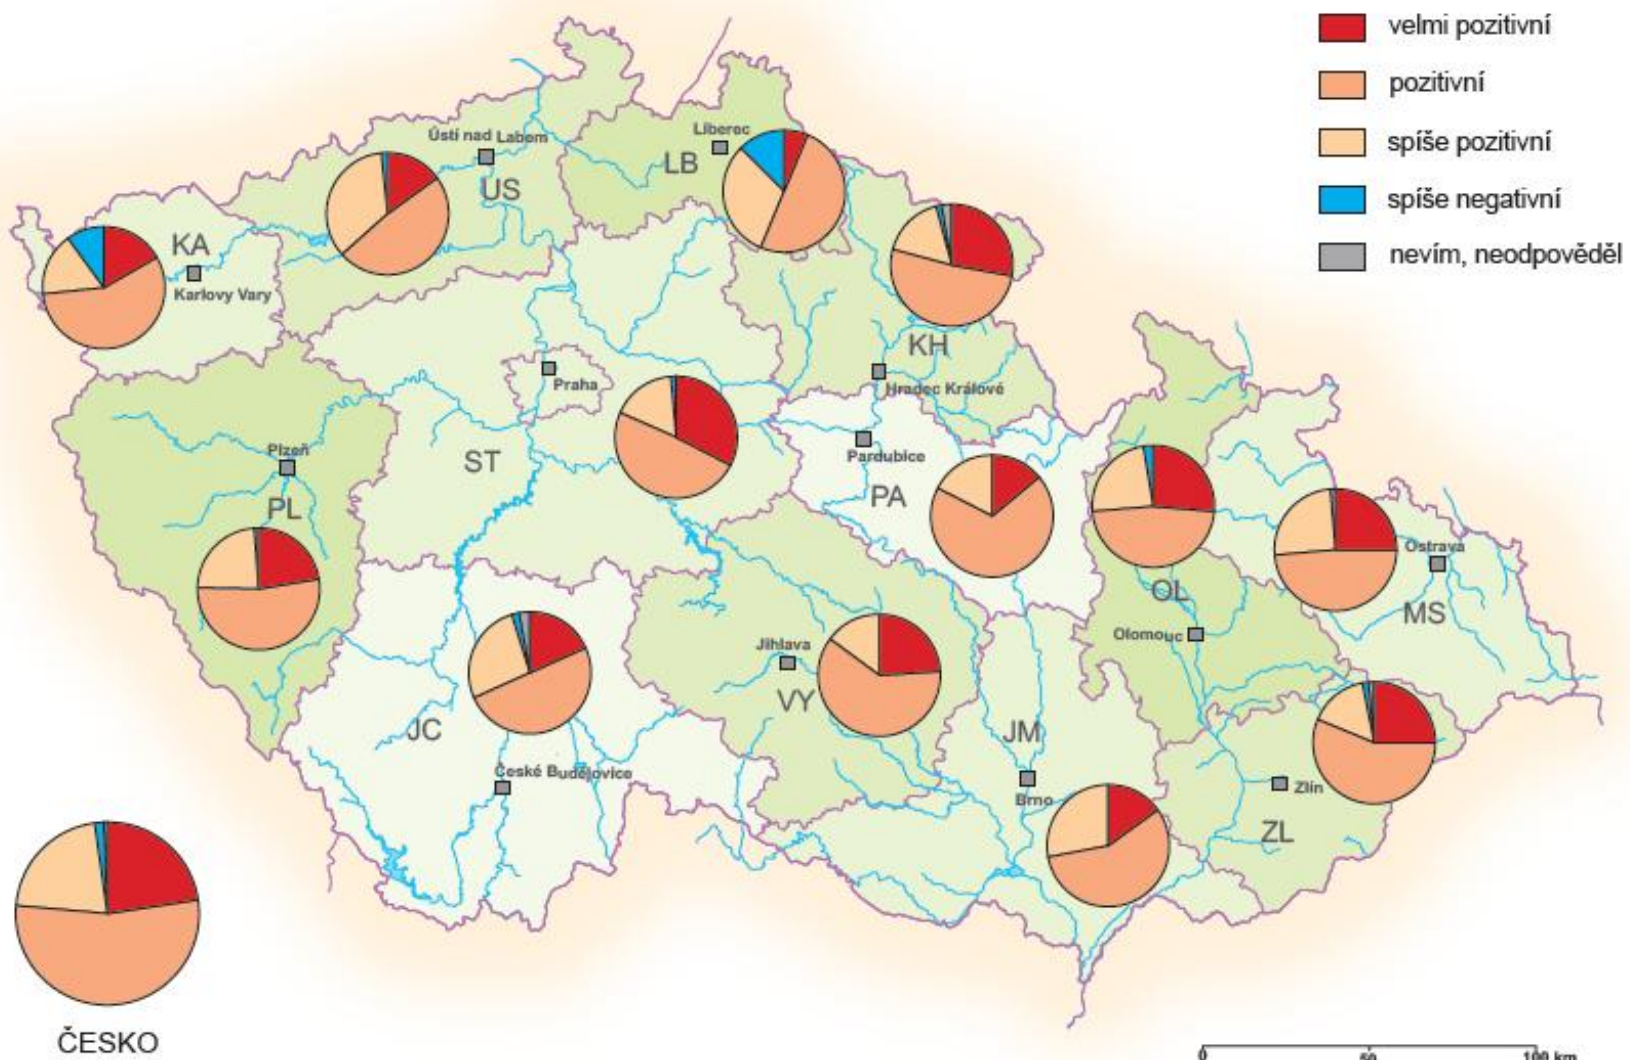 velmi pozitivní
pozitivní
spíše pozitivní
spíše negativní
nevím, neodpověděl
Ústí nad Labem
US
Liberec
LB
KA
Karlovy Vary
KH
Hradec Králové
Praha
ST
Plzeň
PL
Pardubice
PA
OL
Olomouc
Ostrava
MS
Jihlava
VY
JC
České Budějovice
JM
Brno
Zlín
ZL
ČESKO
0 50 100 km